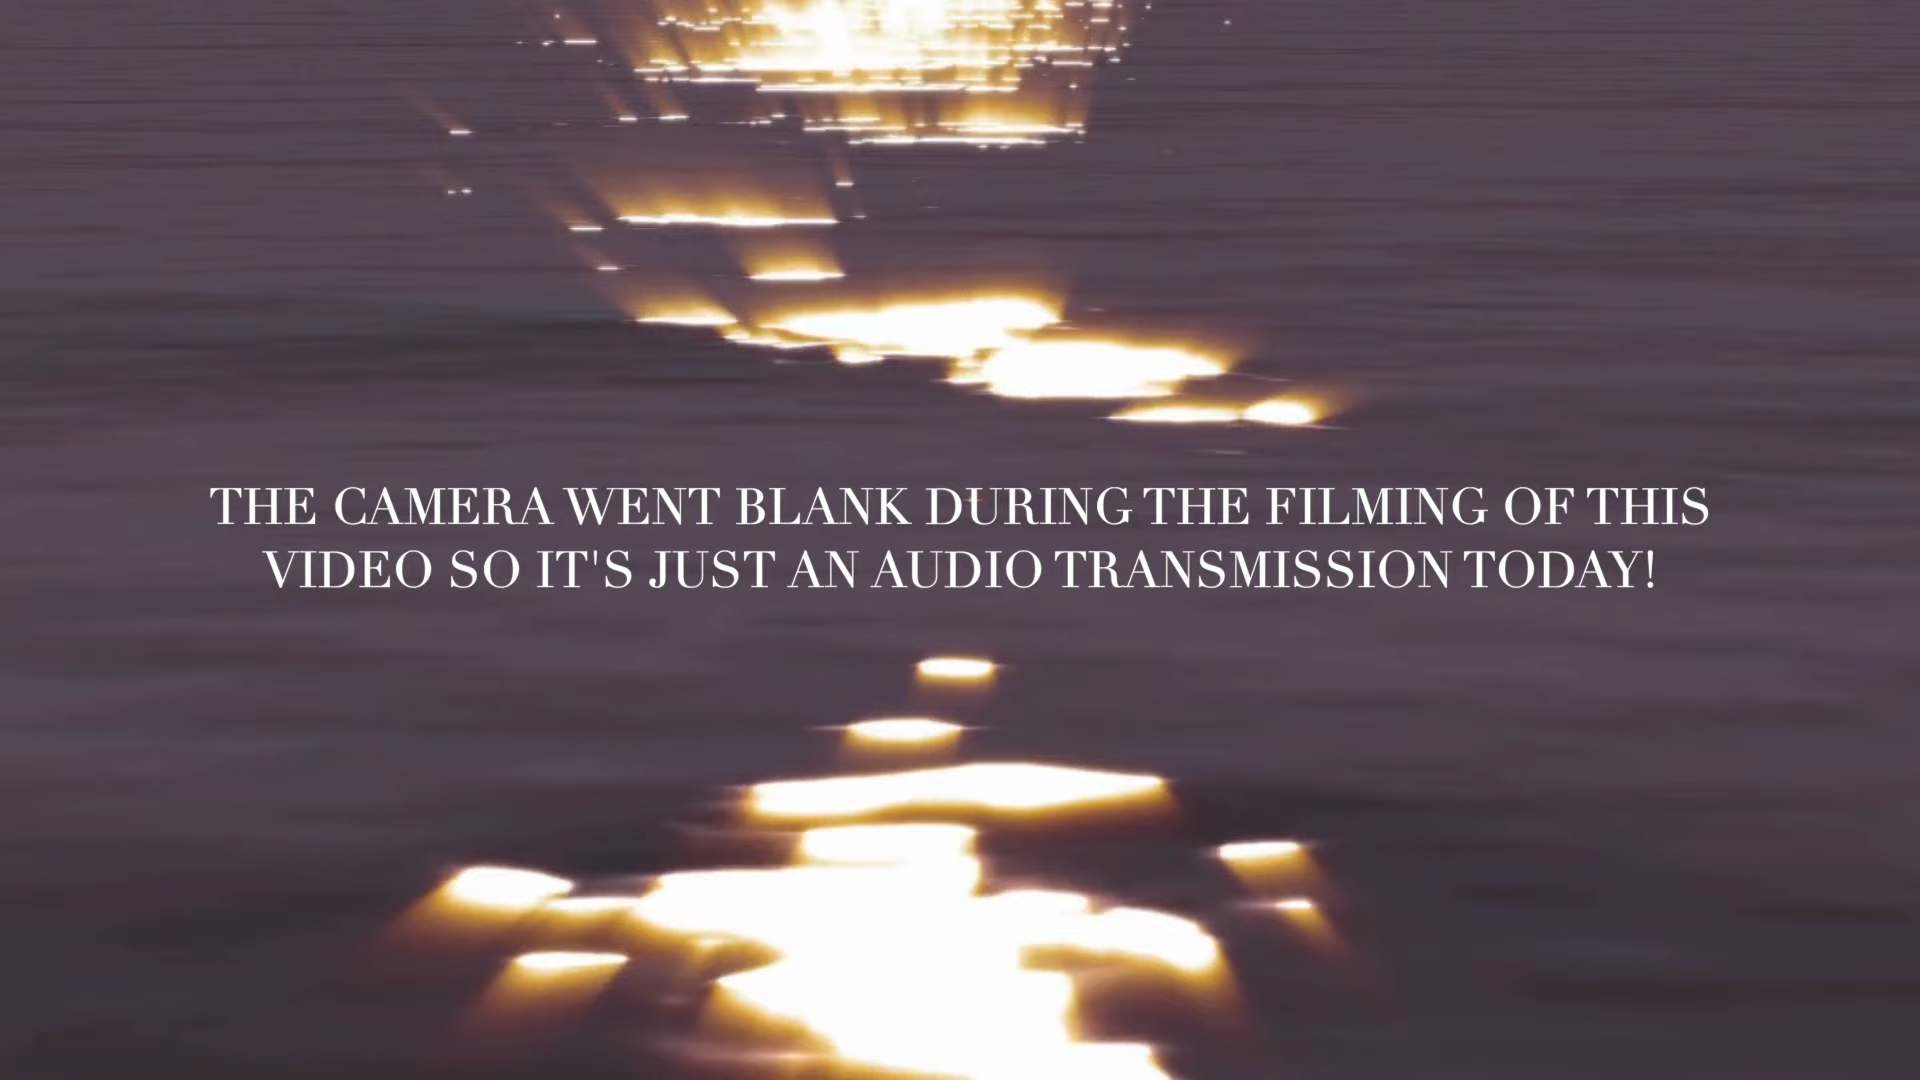 THE CAMERA WENT BLANK DURING THE FILMING OF THIS
VIDEO SO IT'S JUST AN AUDIO TRANSMISSION TODAY!